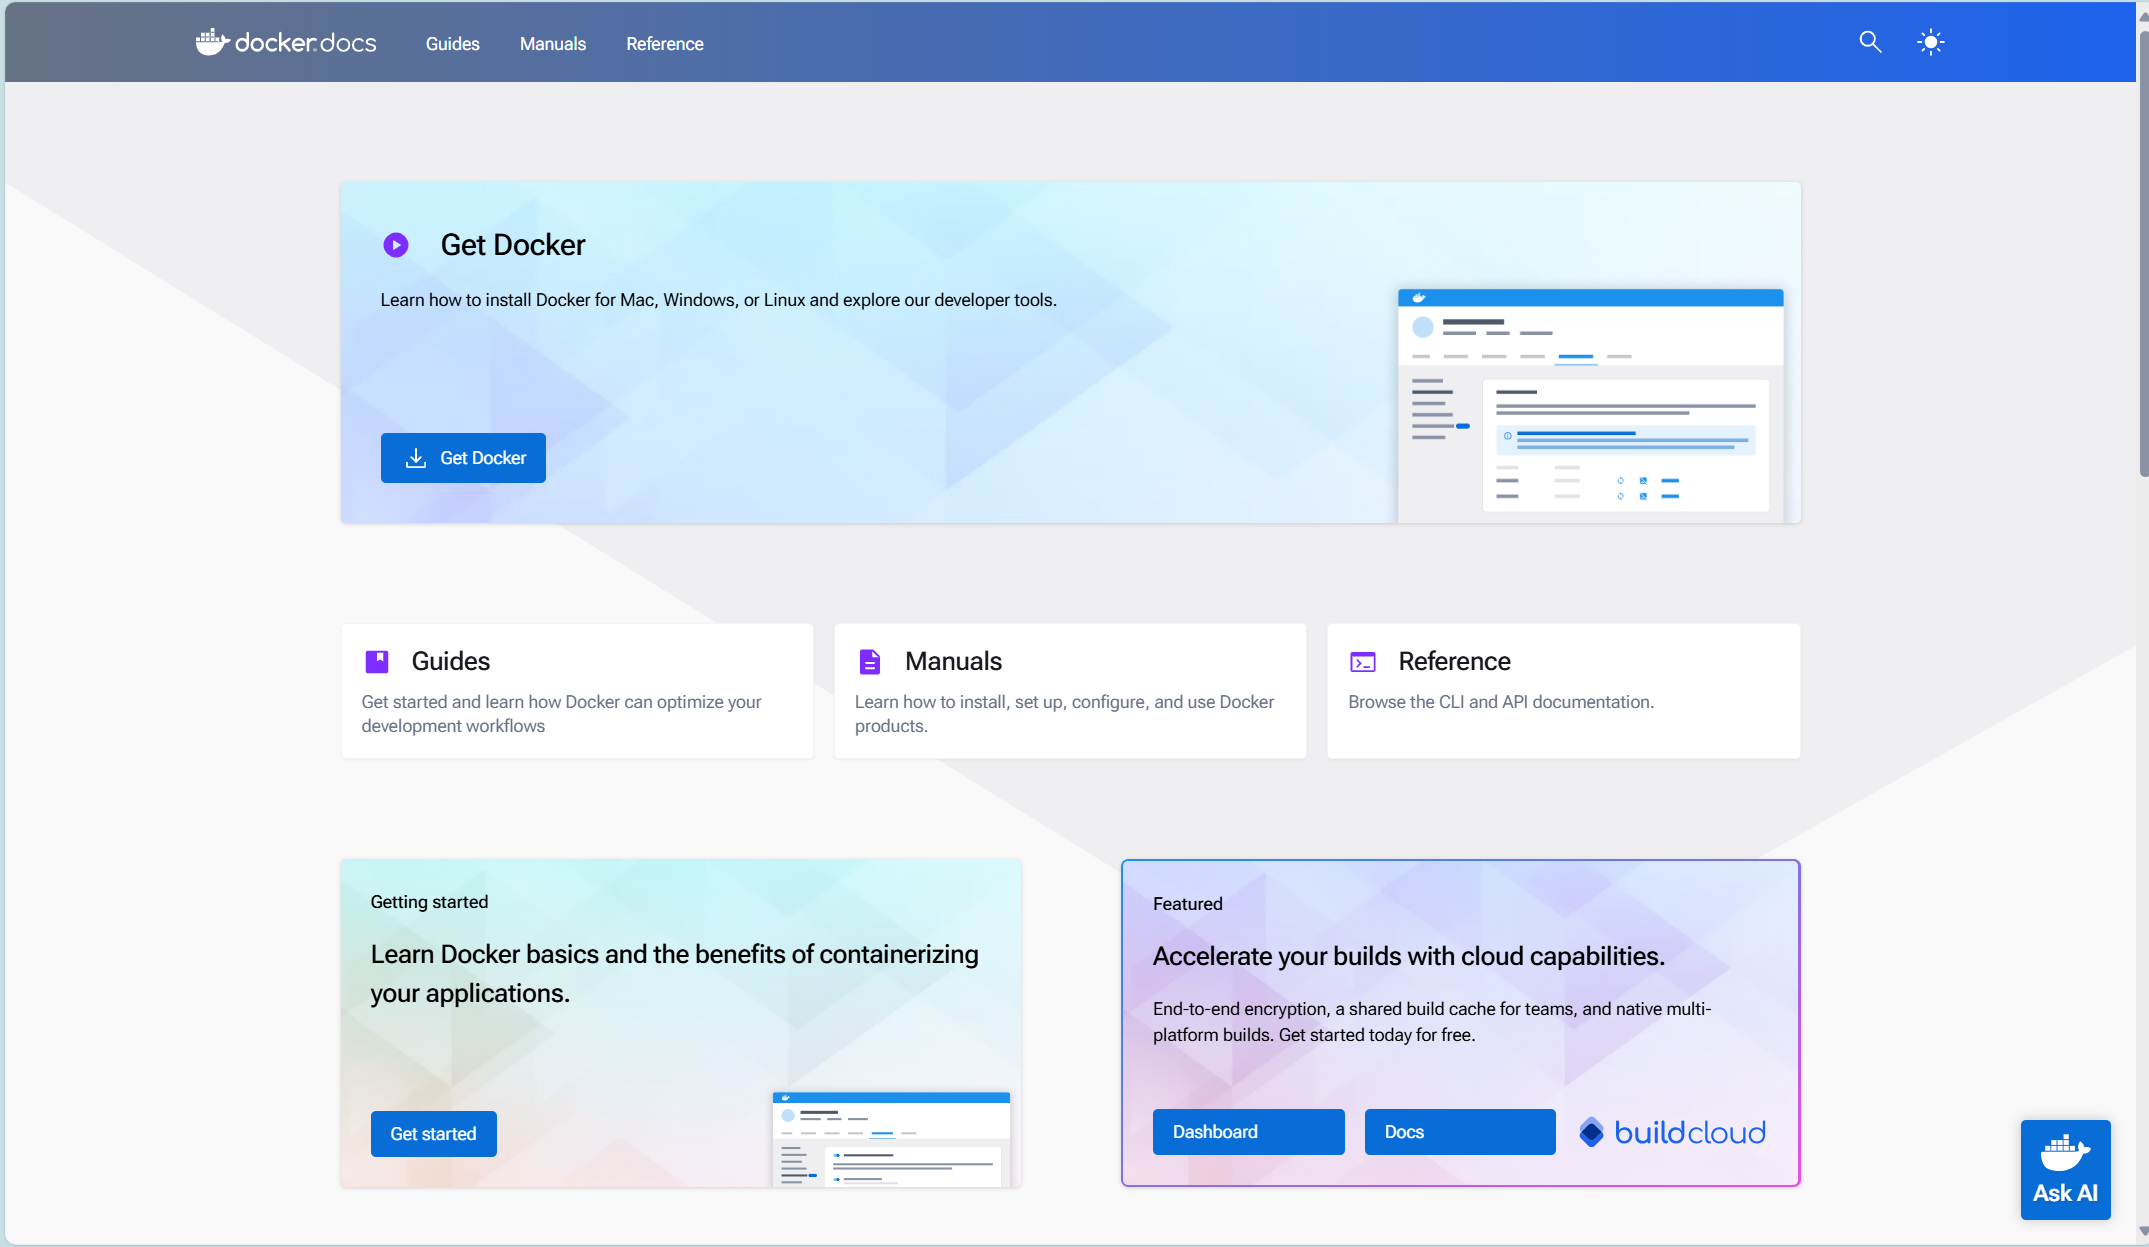 docker.docs
Guides
Manuals
Reference
Get Docker
Learn how to install Docker for Mac, Windows, or Linux and explore our developer tools.
Get Docker
Guides
Get started and learn how Docker can optimize your
development workflows
Manuals
Learn how to install, set up, configure, and use Docker
products.
Reference
Browse the CLI and API documentation.
Getting started
Learn Docker basics and the benefits of containerizing
your applications.
Get started
Featured
Accelerate your builds with cloud capabilities.
End-to-end encryption, a shared build cache for teams, and native multi-
platform builds. Get started today for free.
Dashboard
Docs
buildcloud
Ask AI